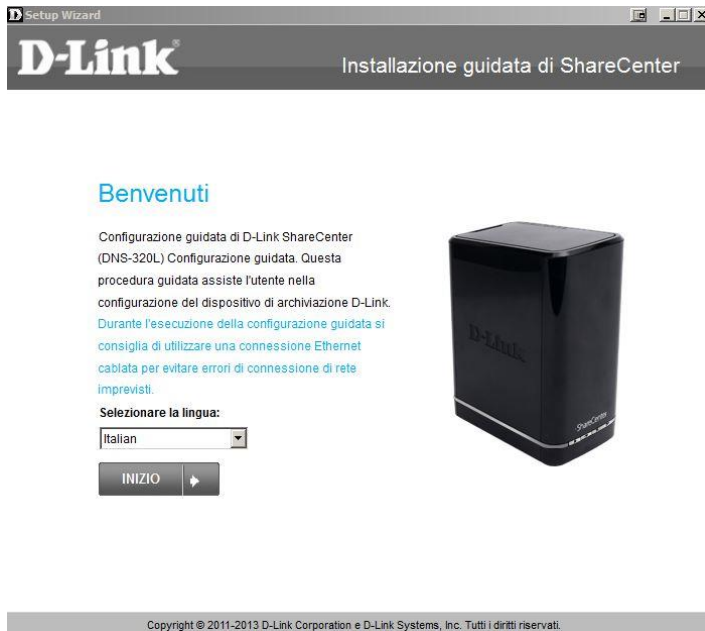 Setup Wizard
D-Link®
Installazione guidata di ShareCenter
Benvenuti
Configurazione guidata di D-Link ShareCenter
(DNS-320L) Configurazione guidata. Questa
procedura guidata assiste l'utente nella
configurazione del dispositivo di archiviazione D-Link.
Durante l'esecuzione della configurazione guidata si
consiglia di utilizzare una connessione Ethernet
cablata per evitare errori di connessione di rete
imprevisti.
Selezionare la lingua:
Italian
INIZIO
D-Link
ShareCenter
Copyright © 2011-2013 D-Link Corporation e D-Link Systems, Inc. Tutti i diritti riservati.